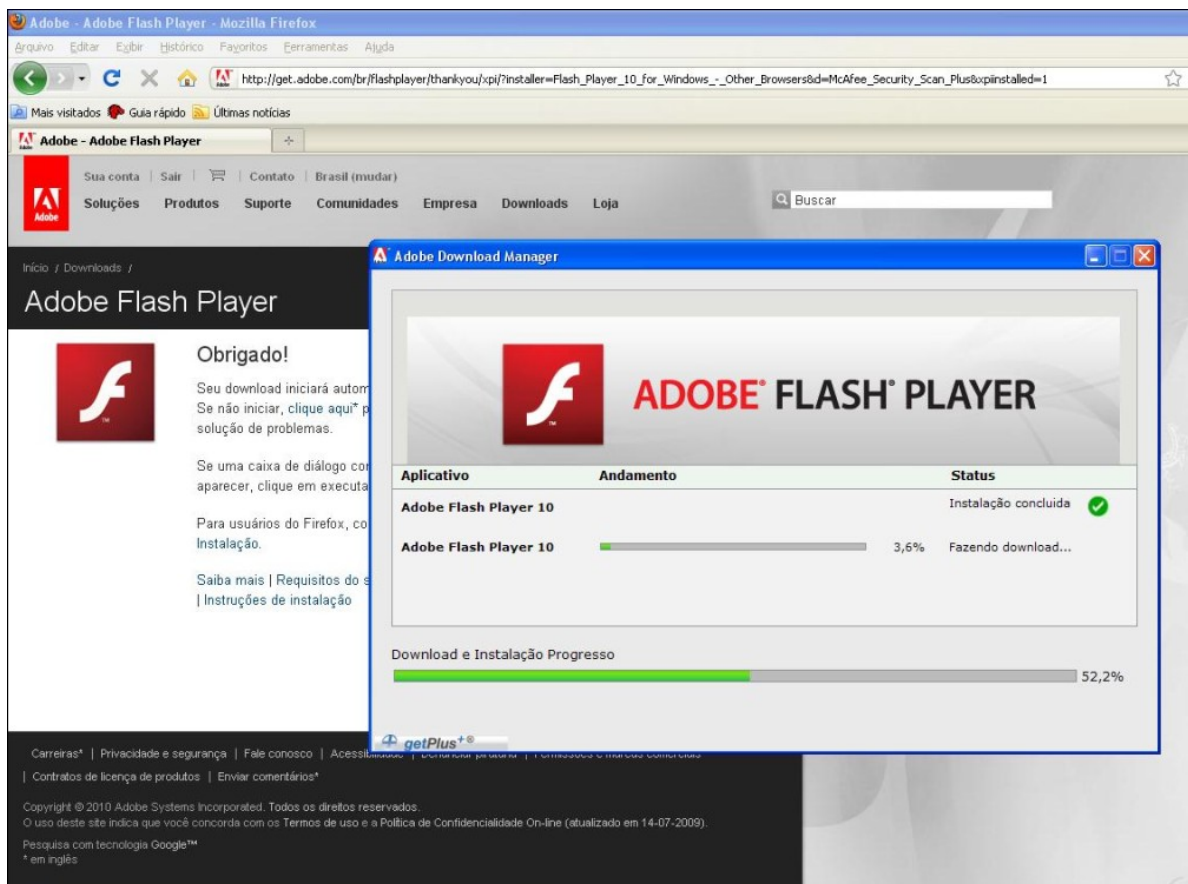 Adobe - Adobe Flash Player - Mozilla Firefox
Arquivo Editar Exibir Histórico Favoritos Ferramentas Ajuda
http://get.adobe.com/br/flashplayer/thankyou/xpi/?installer=Flash_Player_10_for_Windows_-_Other_Browsers&d=McAfee_Security_Scan_Plus&xpiinstalled=1
Mais visitados Guia rápido Últimas notícias
Adobe - Adobe Flash Player
Adobe
Sua conta | Sair | | Contato | Brasil (mudar)
Soluções Produtos Suporte Comunidades Empresa Downloads Loja
Buscar
Início / Downloads /
Adobe Flash Player
Obrigado!
Seu download iniciará autom
Se não iniciar, clique aqui* p
solução de problemas.
Se uma caixa de diálogo con
aparecer, clique em executa
Para usuários do Firefox, co
Instalação.
Saiba mais | Requisitos do s
| Instruções de instalação
Adobe Download Manager
ADOBE® FLASH® PLAYER
Aplicativo Andamento Status
Adobe Flash Player 10 Instalação concluida
Adobe Flash Player 10 3,6% Fazendo download...
Download e Instalação Progresso
52,2%
getPlus+®
Carreiras* | Privacidade e segurança | Fale conosco |
| Contratos de licença de produtos | Enviar comentários*
Copyright © 2010 Adobe Systems Incorporated. Todos os direitos reservados.
O uso deste site indica que você concorda com os Termos de uso e a Política de Confidencialidade On-line (atualizado em 14-07-2009).
Pesquisa com tecnologia Google™
* em inglês